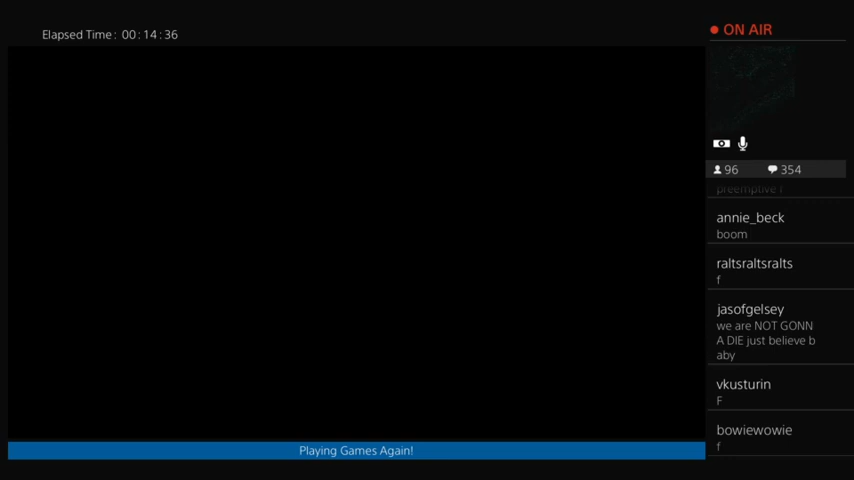 Elapsed Time: 00:14:36
ON AIR
96 354
preemptive f
annie_beck
boom
raltsraltsralts
f
jasofgelsey
we are NOT GONN
A DIE just believe b
aby
vkusturin
F
bowiewowie
f
Playing Games Again!